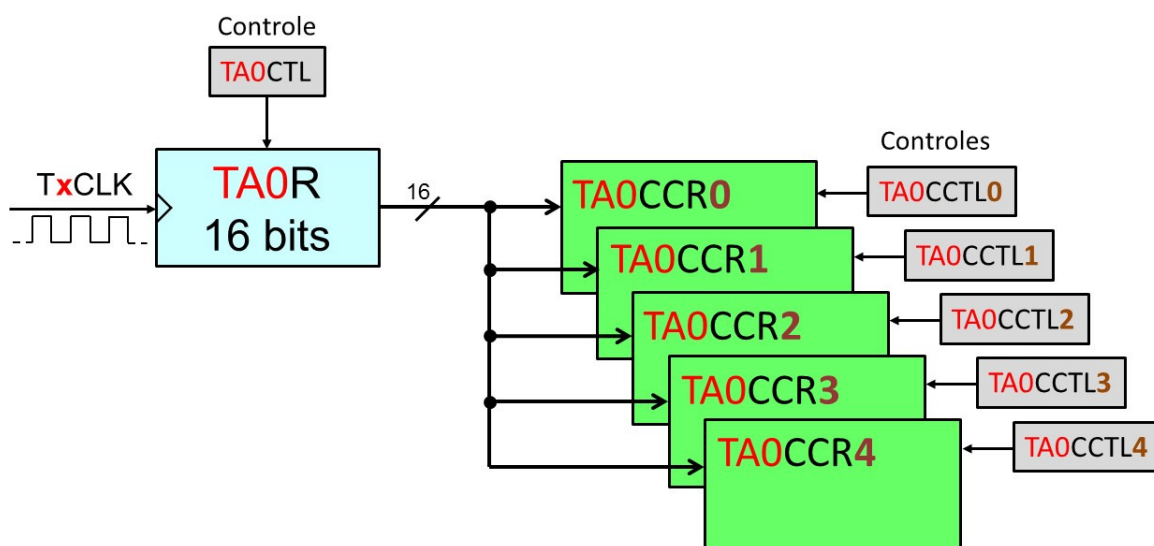 Controle
TA0CTL
TxCLK
TA0R
16 bits
16
Controles
TA0CCR0
TA0CCTL0
TA0CCR1
TA0CCTL1
TA0CCR2
TA0CCTL2
TA0CCR3
TA0CCTL3
TA0CCR4
TA0CCTL4